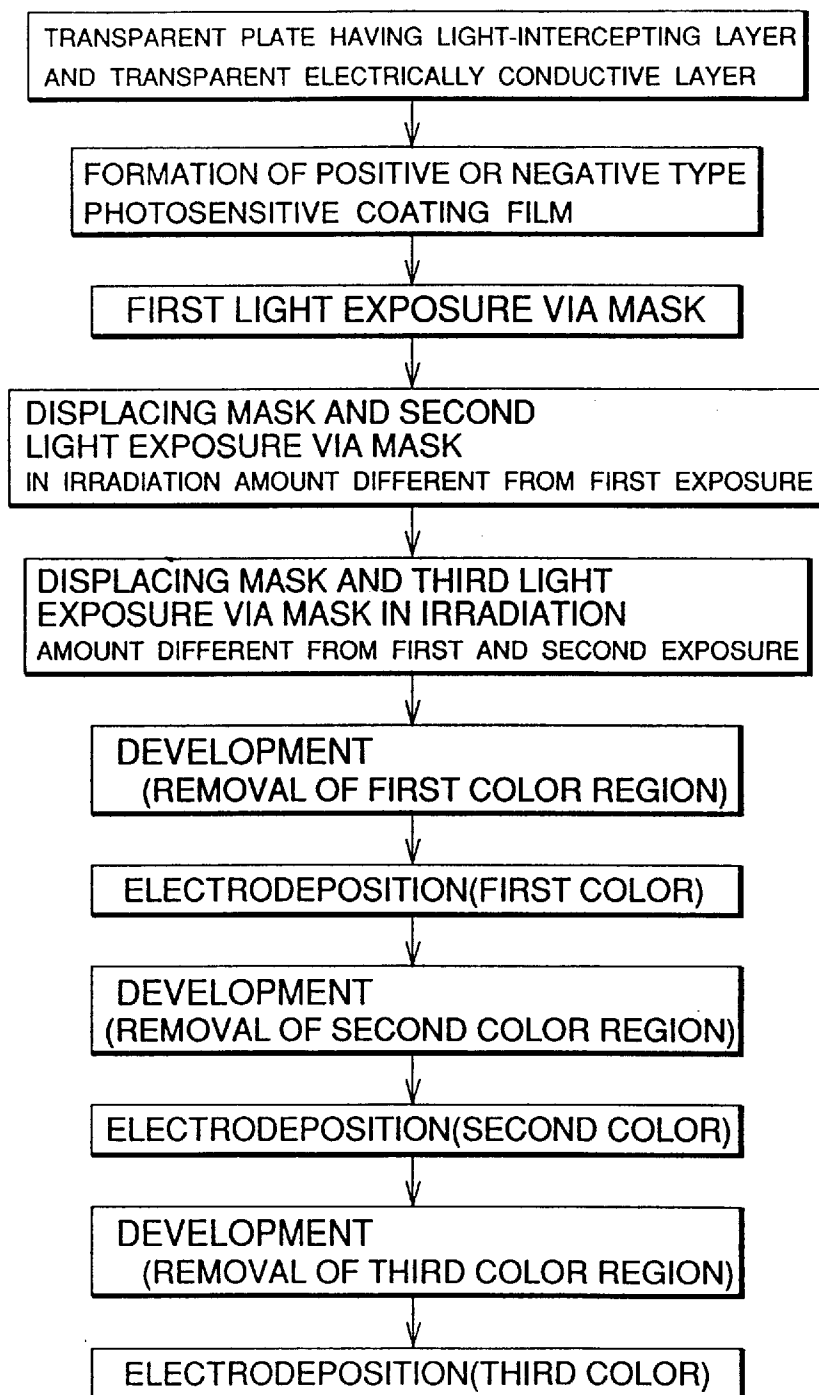 TRANSPARENT PLATE HAVING LIGHT-INTERCEPTING LAYER
AND TRANSPARENT ELECTRICALLY CONDUCTIVE LAYER
FORMATION OF POSITIVE OR NEGATIVE TYPE
PHOTOSENSITIVE COATING FILM
FIRST LIGHT EXPOSURE VIA MASK
DISPLACING MASK AND SECOND
LIGHT EXPOSURE VIA MASK
IN IRRADIATION AMOUNT DIFFERENT FROM FIRST EXPOSURE
DISPLACING MASK AND THIRD LIGHT
EXPOSURE VIA MASK IN IRRADIATION
AMOUNT DIFFERENT FROM FIRST AND SECOND EXPOSURE
DEVELOPMENT
(REMOVAL OF FIRST COLOR REGION)
ELECTRODEPOSITION(FIRST COLOR)
DEVELOPMENT
(REMOVAL OF SECOND COLOR REGION)
ELECTRODEPOSITION(SECOND COLOR)
DEVELOPMENT
(REMOVAL OF THIRD COLOR REGION)
ELECTRODEPOSITION(THIRD COLOR)